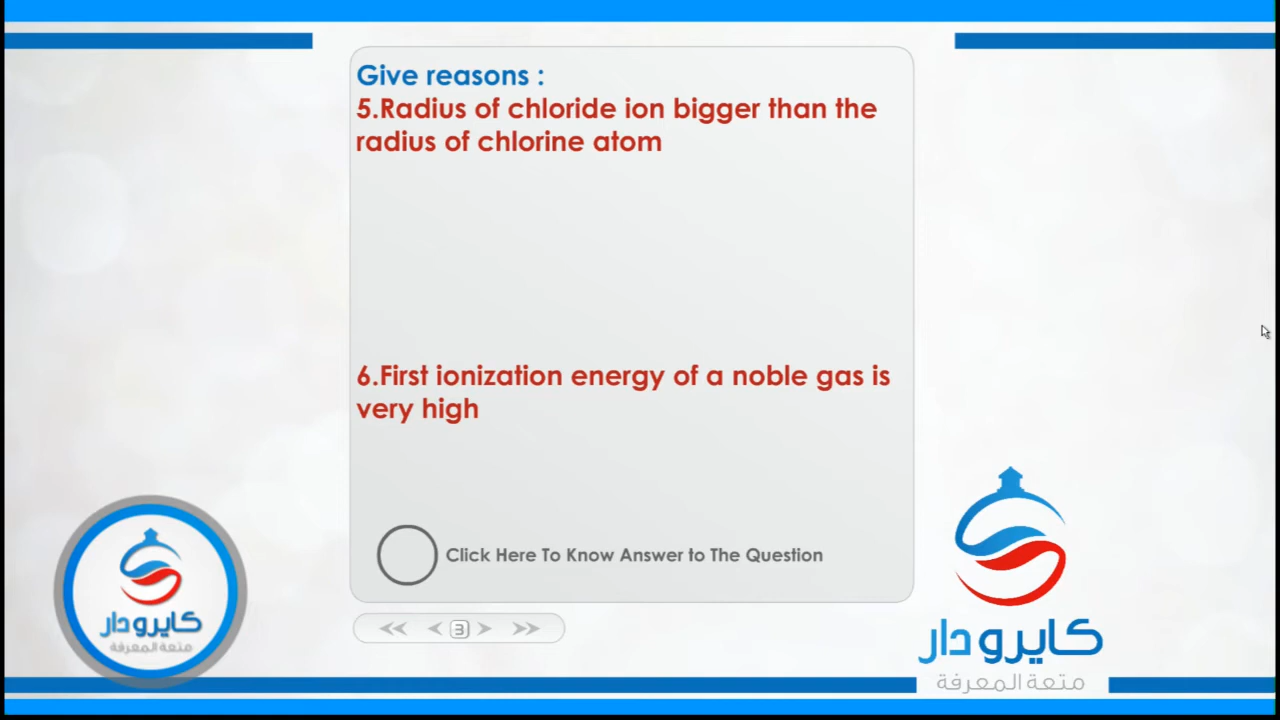 Give reasons :
5.Radius of chloride ion bigger than the
radius of chlorine atom
6.First ionization energy of a noble gas is
very high
Click Here To Know Answer to The Question
3
كايرو دار
متعة المعرفة
كايرو دار
متعة المعرفة